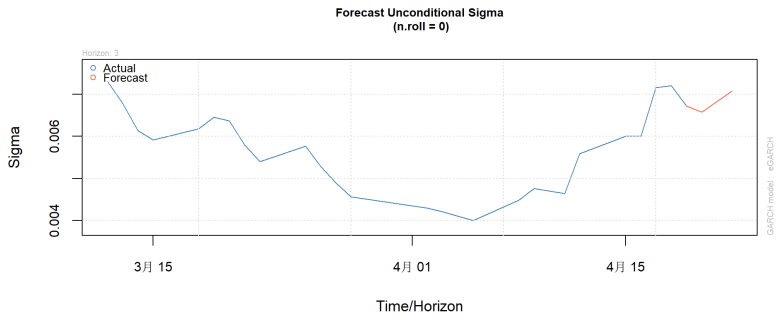 Forecast Unconditional Sigma
(n.roll = 0)
Horizon: 3
Actual
Forecast
Sigma
0.006
0.004
GARCH model : eGARCH
3月 15
4月 01
4月 15
Time/Horizon